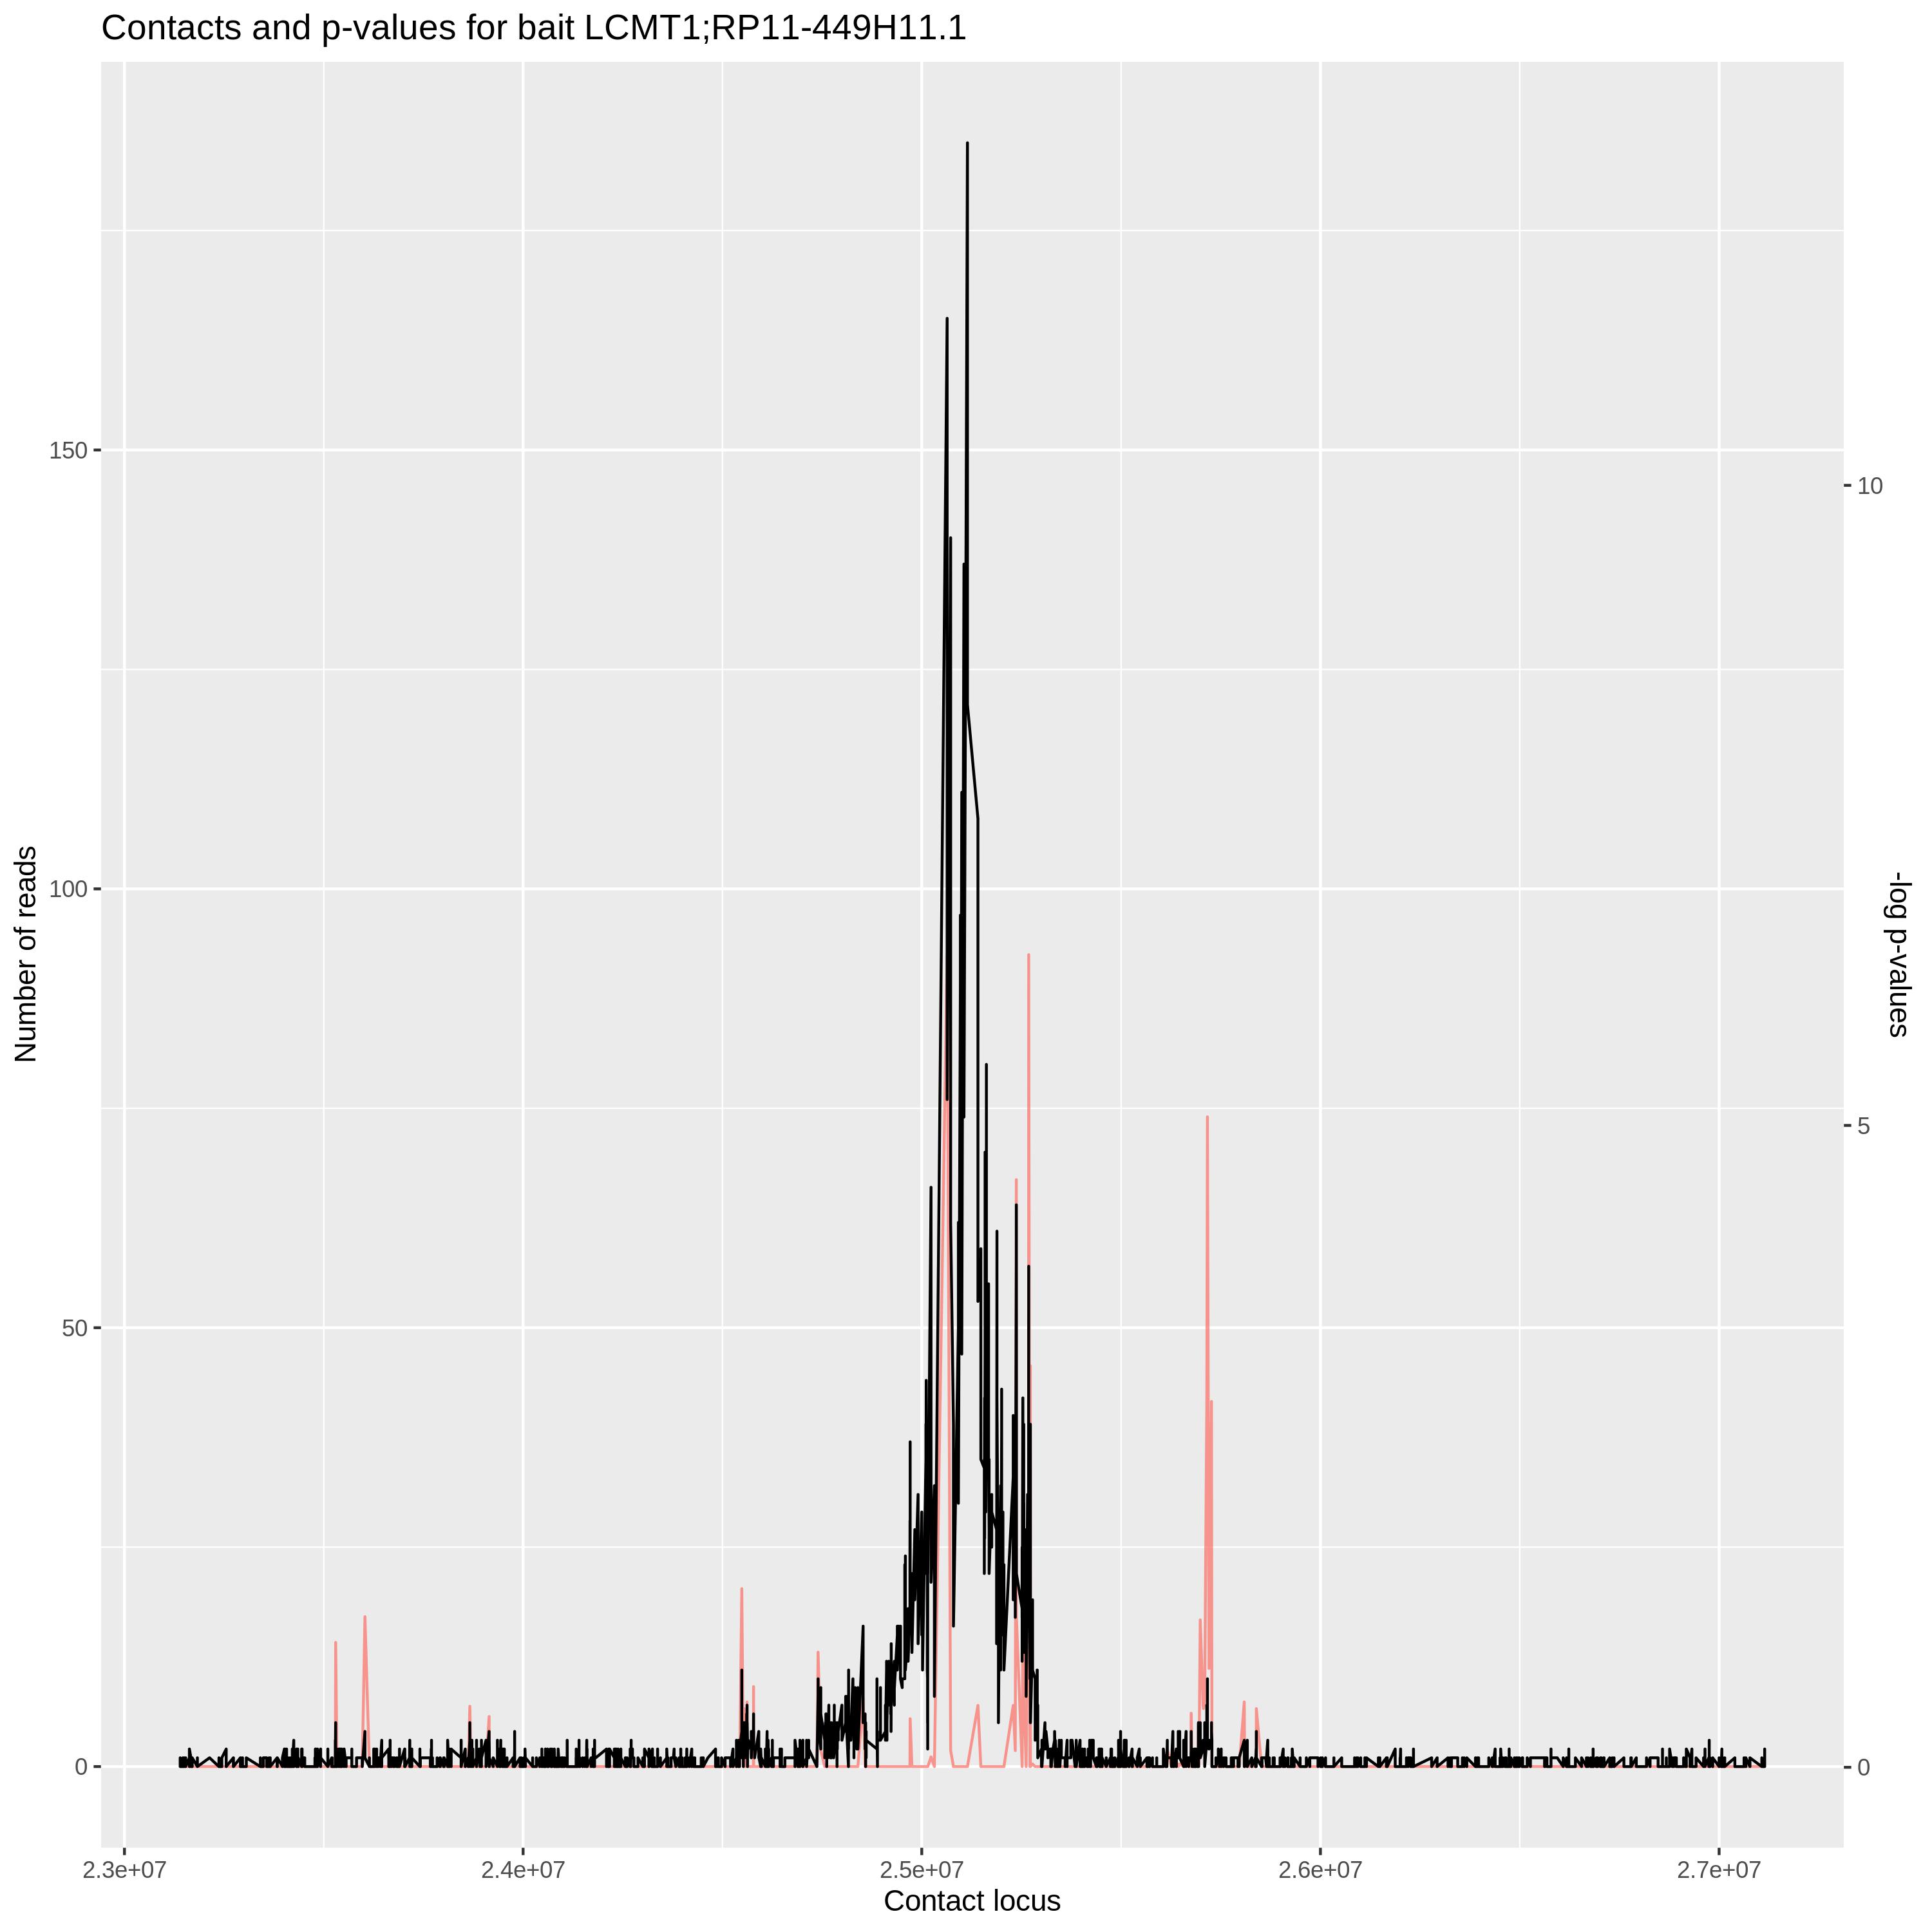 Contacts and p-values for bait LCMT1;RP11-449H11.1
150
100
50
0
Number of reads
10
5
0
-log p-values
2.3e+07
2.4e+07
2.5e+07
2.6e+07
2.7e+07
Contact locus